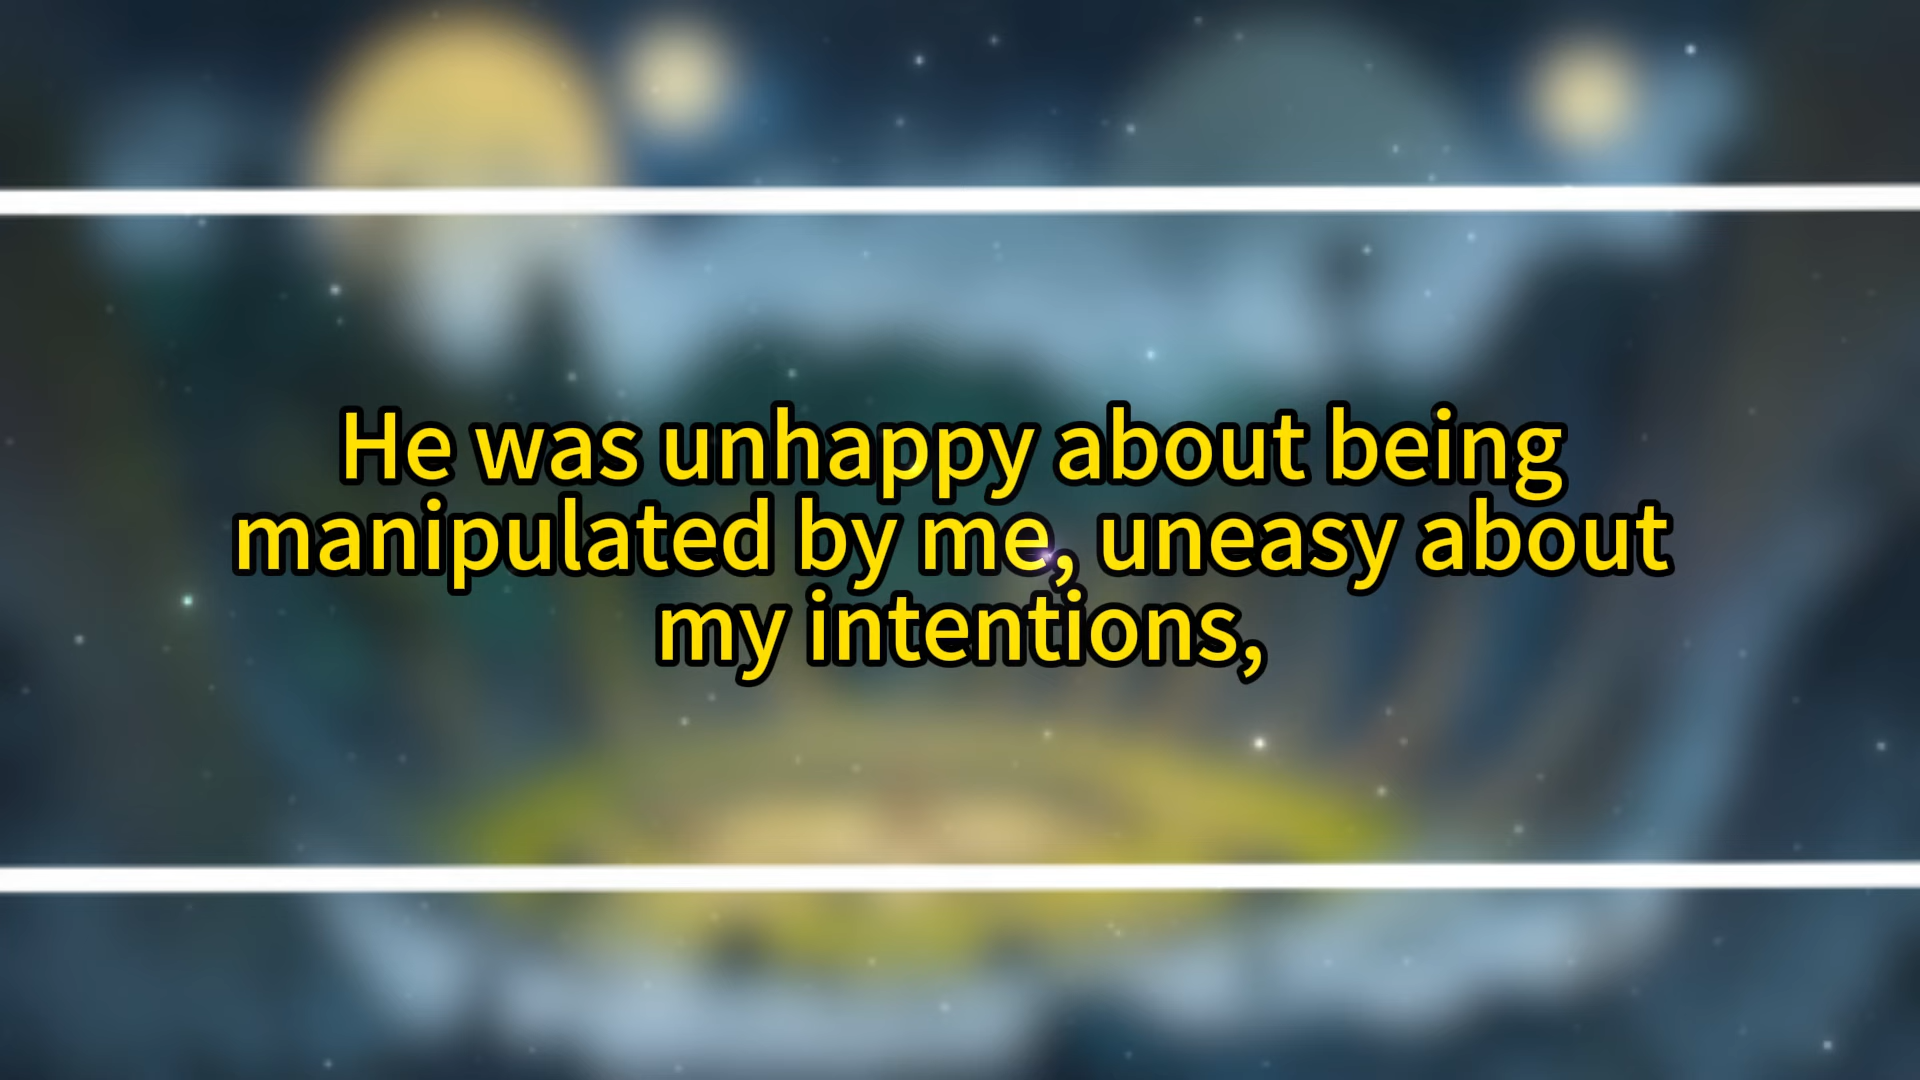 He was unhappy about being
manipulated by me, uneasy about
my intentions,